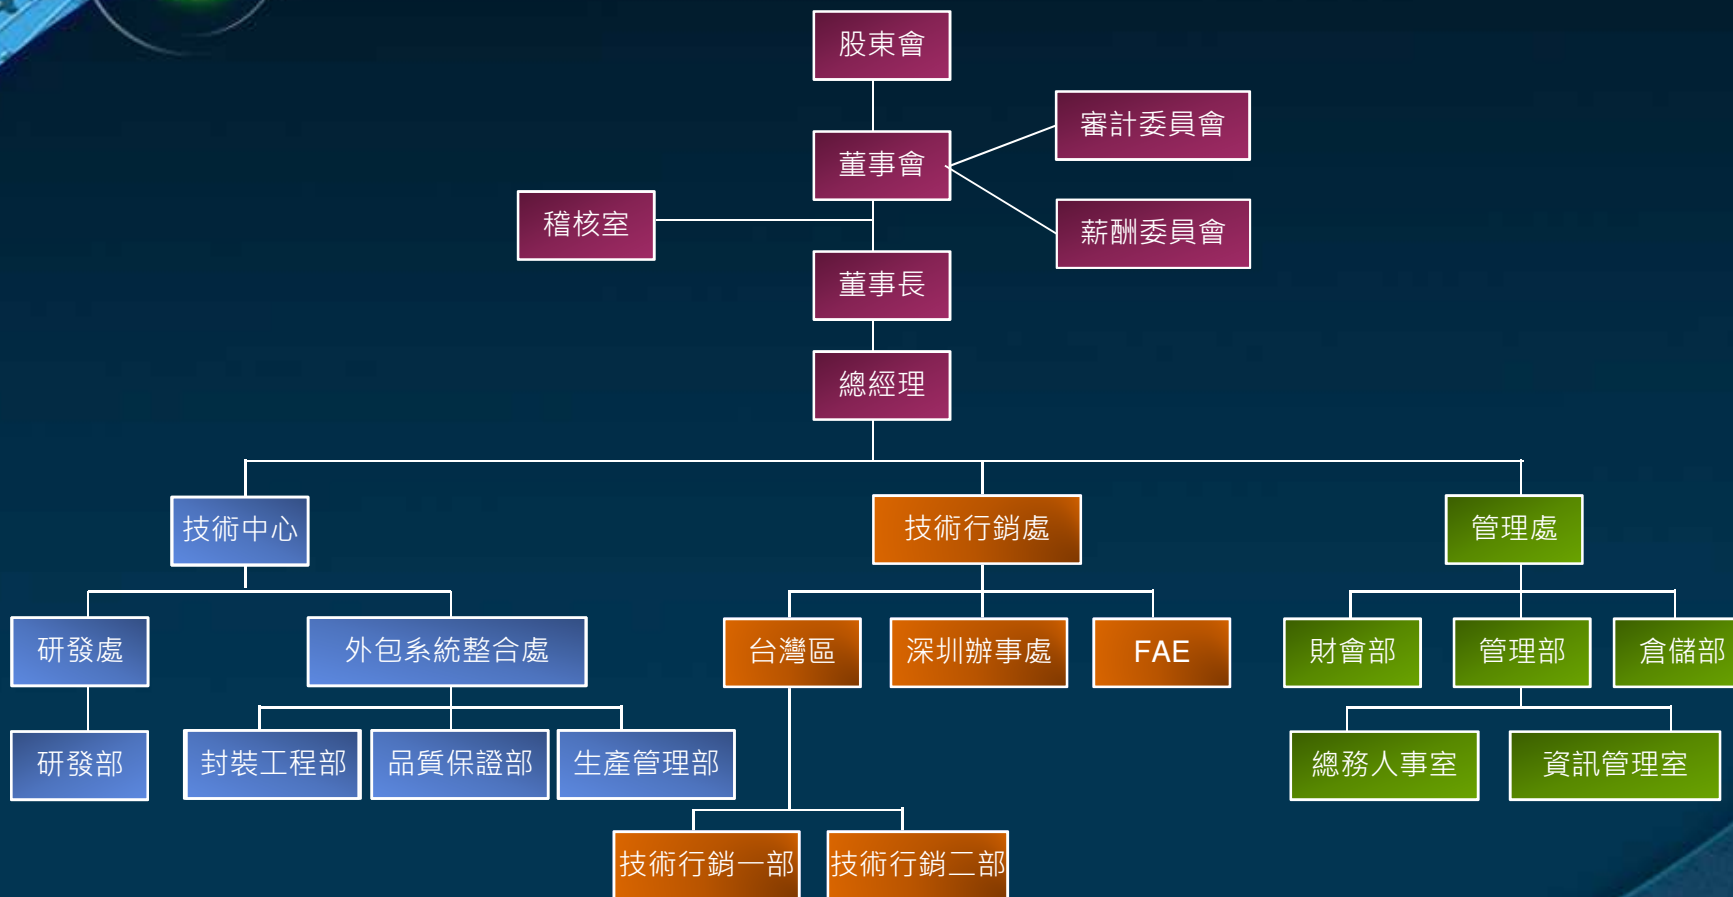 股東會
審計委員會
董事會
稽核室
薪酬委員會
董事長
總經理
技術中心
技術行銷處
管理處
研發處
外包系統整合處
台灣區
深圳辦事處
FAE
財會部
管理部
倉儲部
研發部
封裝工程部
品質保證部
生產管理部
總務人事室
資訊管理室
技術行銷一部
技術行銷二部